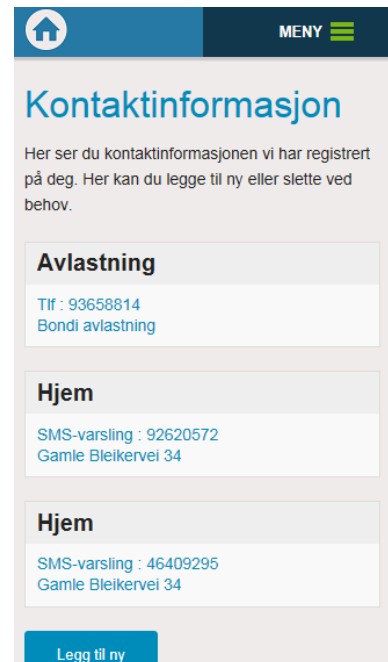 MENY
Kontaktinformasjon
Her ser du kontaktinformasjonen vi har registrert
på deg. Her kan du legge til ny eller slette ved
behov.
Avlastning
Tlf : 93658814
Bondi avlastning
Hjem
SMS-varsling : 92620572
Gamle Bleikervei 34
Hjem
SMS-varsling : 46409295
Gamle Bleikervei 34
Legg til ny